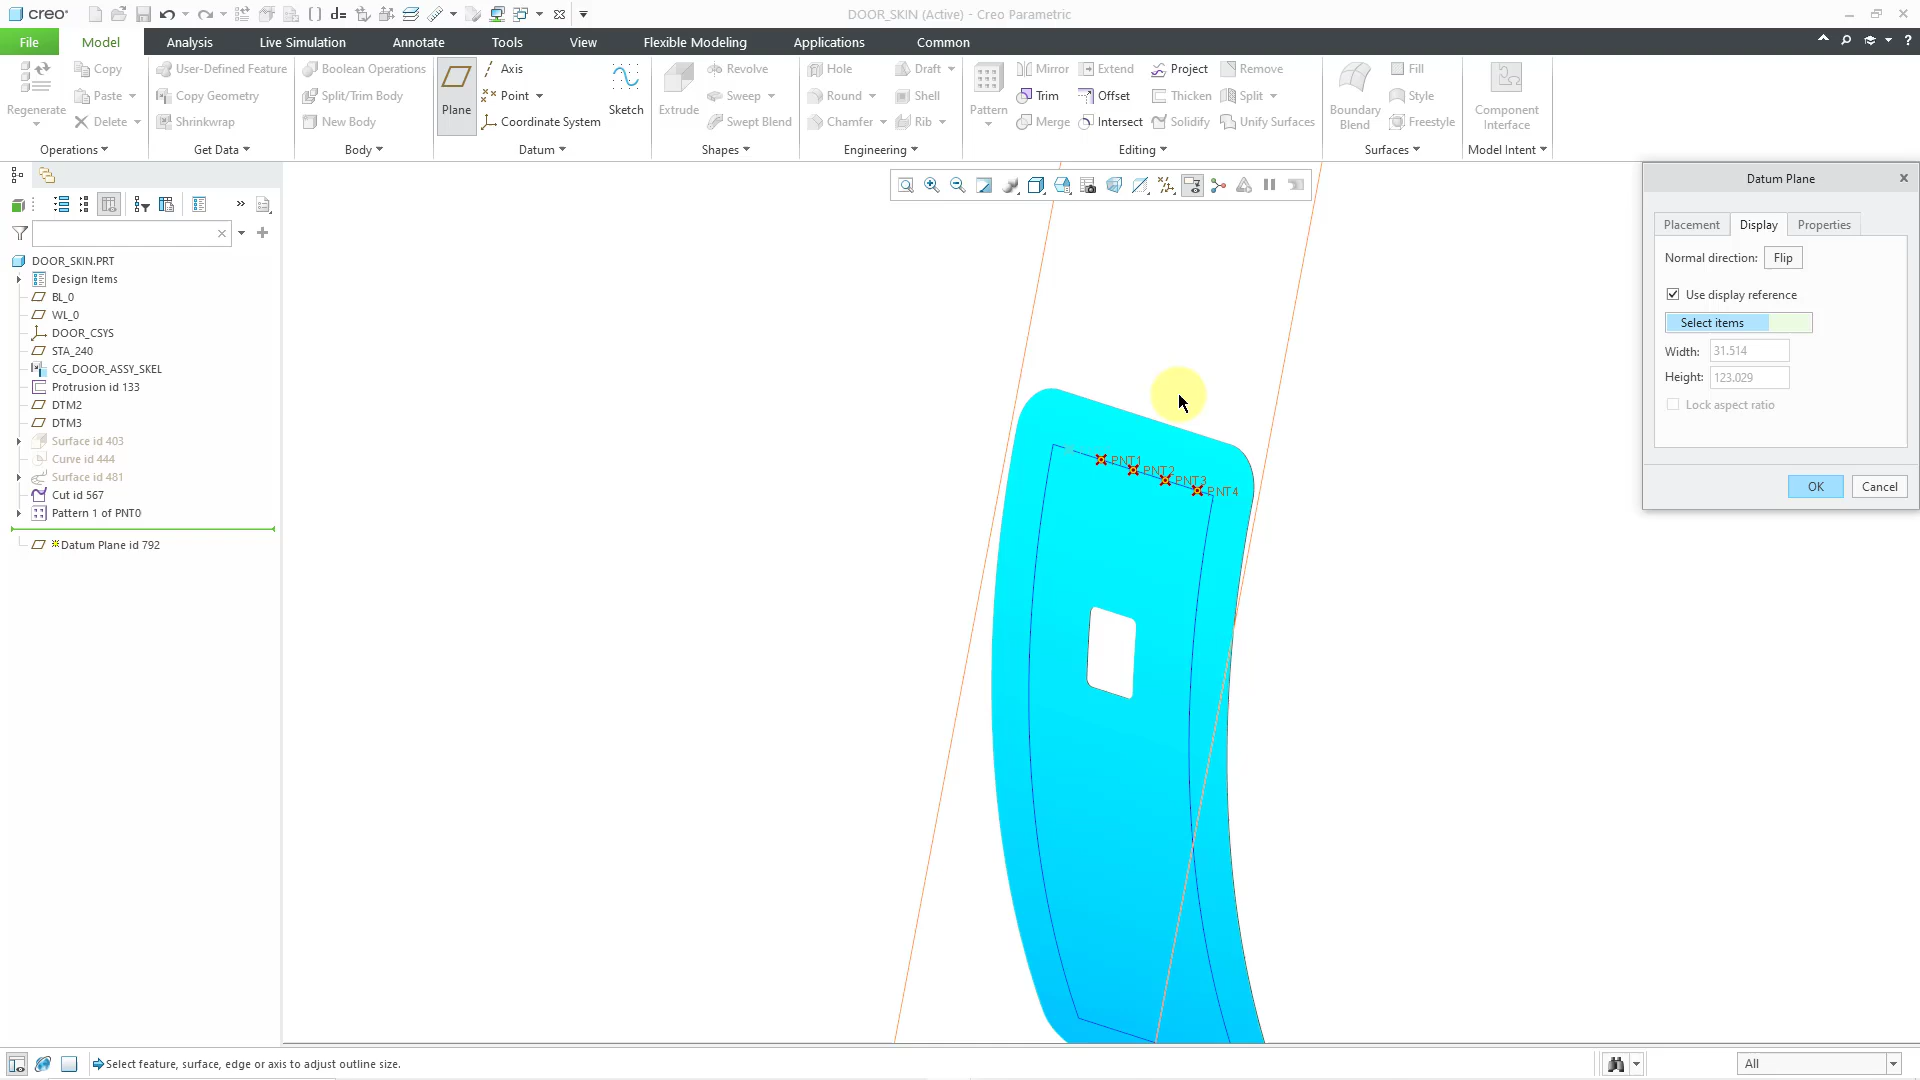 creo
DOOR_SKIN (Active) - Creo Parametric
File Model Analysis Live Simulation Annotate Tools View Flexible Modeling Applications Common
Regenerate Copy Paste Delete
User-Defined Feature Copy Geometry Shrinkwrap
Boolean Operations Split/Trim Body New Body
Plane Axis Point Coordinate System Sketch
Extrude Revolve Sweep Swept Blend
Hole Round Chamfer Draft Shell Rib
Pattern Mirror Trim Merge Extend Offset Intersect Project Thicken Solidify Remove Split Unify Surfaces
Boundary Blend Fill Style Freestyle
Component Interface
Operations Get Data Body Datum Shapes Engineering Editing Surfaces Model Intent
DOOR_SKIN.PRT
Design Items
BL_0
WL_0
DOOR_CSYS
STA_240
CG_DOOR_ASSY_SKEL
Protrusion id 133
DTM2
DTM3
Surface id 403
Curve id 444
Surface id 481
Cut id 567
Pattern 1 of PNT0
Datum Plane id 792
PNT1
PNT2
PNT3
PNT4
Datum Plane
Placement Display Properties
Normal direction: Flip
Use display reference
Select items
Width: 31.514
Height: 123.029
Lock aspect ratio
OK Cancel
Select feature, surface, edge or axis to adjust outline size.
All